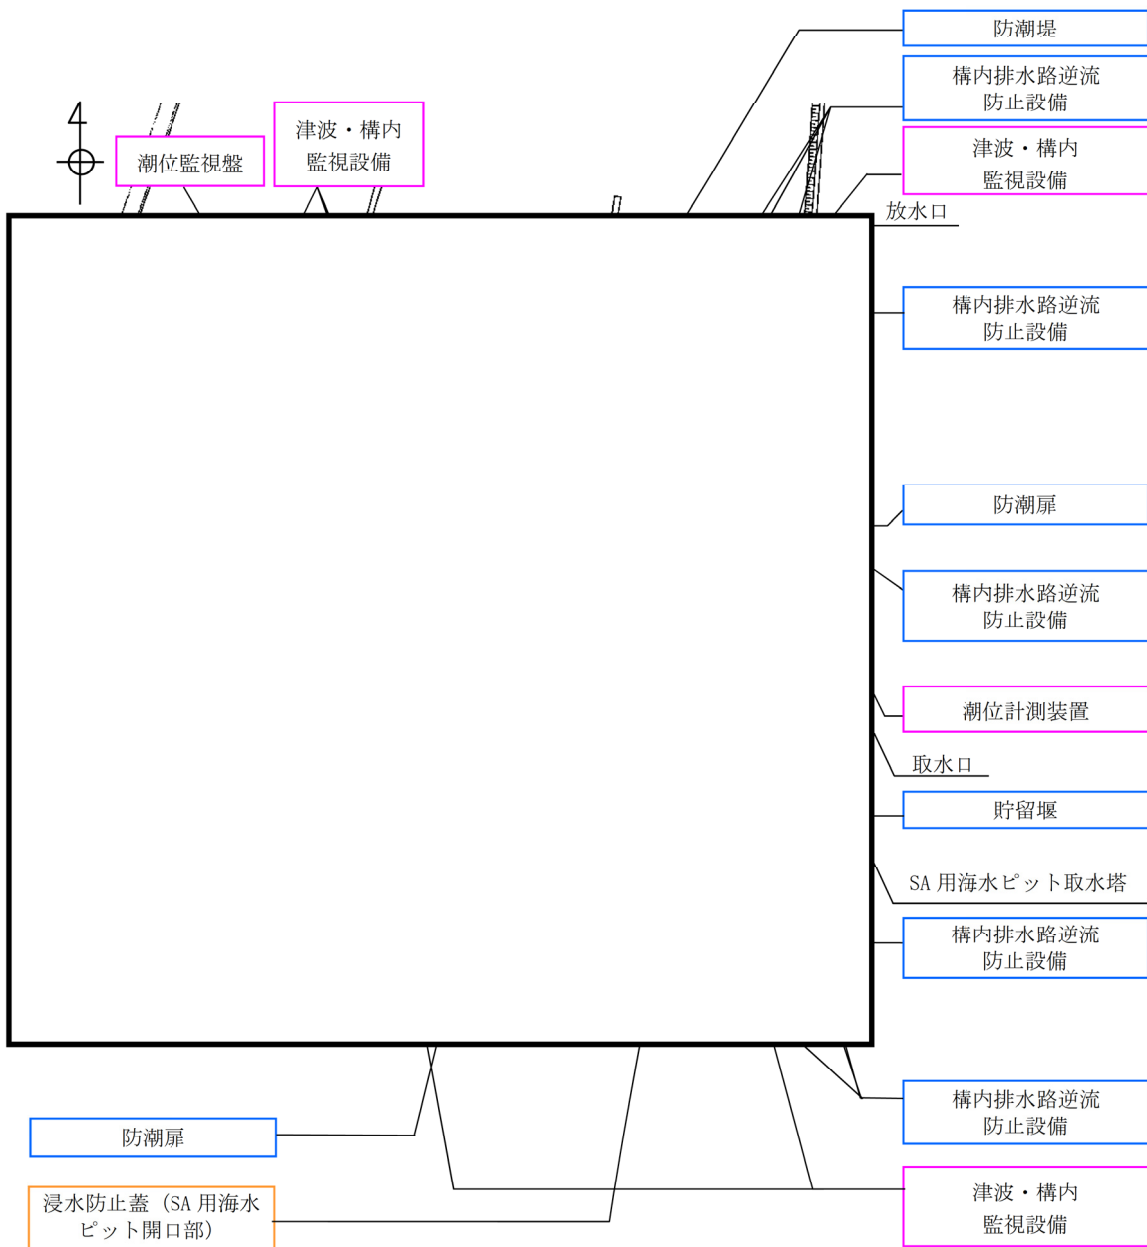 防潮堤
構内排水路逆流
防止設備
津波・構内
監視設備
潮位監視盤
津波・構内
監視設備
放水口
構内排水路逆流
防止設備
防潮扉
構内排水路逆流
防止設備
潮位計測装置
取水口
貯留堰
SA 用海水ピット取水塔
構内排水路逆流
防止設備
構内排水路逆流
防止設備
防潮扉
津波・構内
監視設備
浸水防止蓋（SA 用海水
ピット開口部）